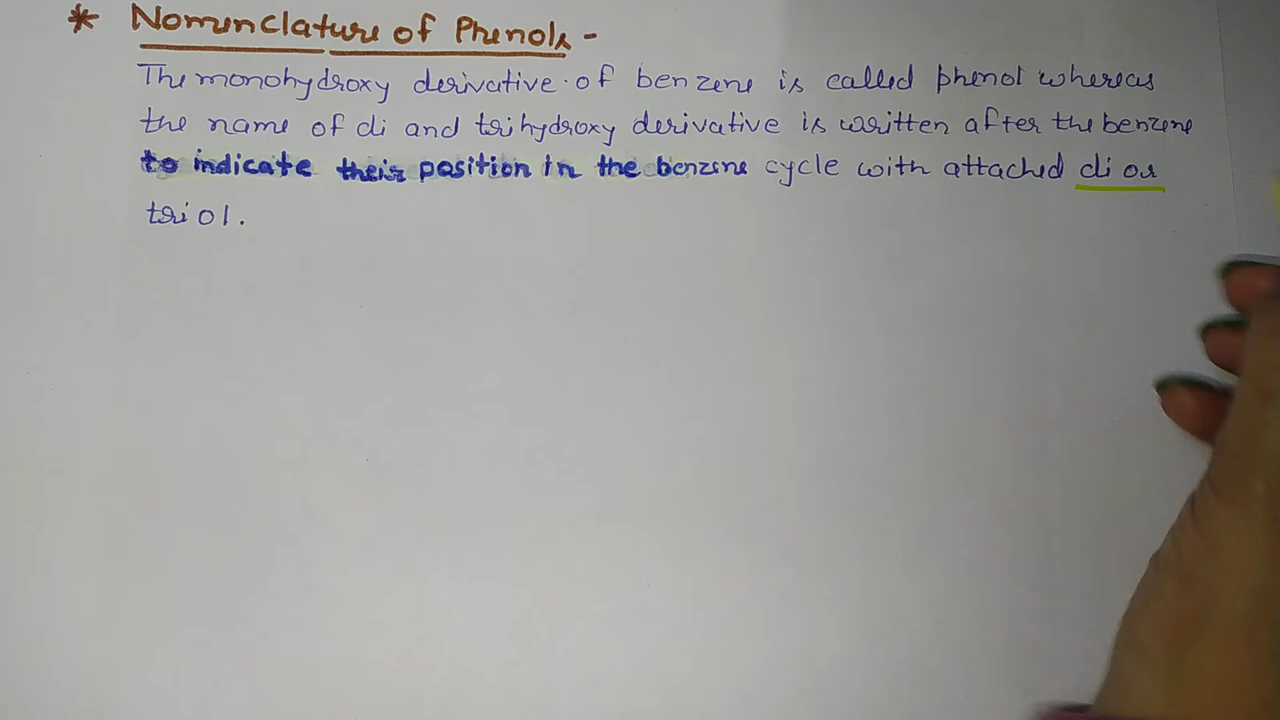 * Nomenclature of Phenols -
The monohydroxy derivative of benzene is called phenol whereas
the name of di and trihydroxy derivative is written after the benzene
to indicate their position in the benzene cycle with attached di or
triol.